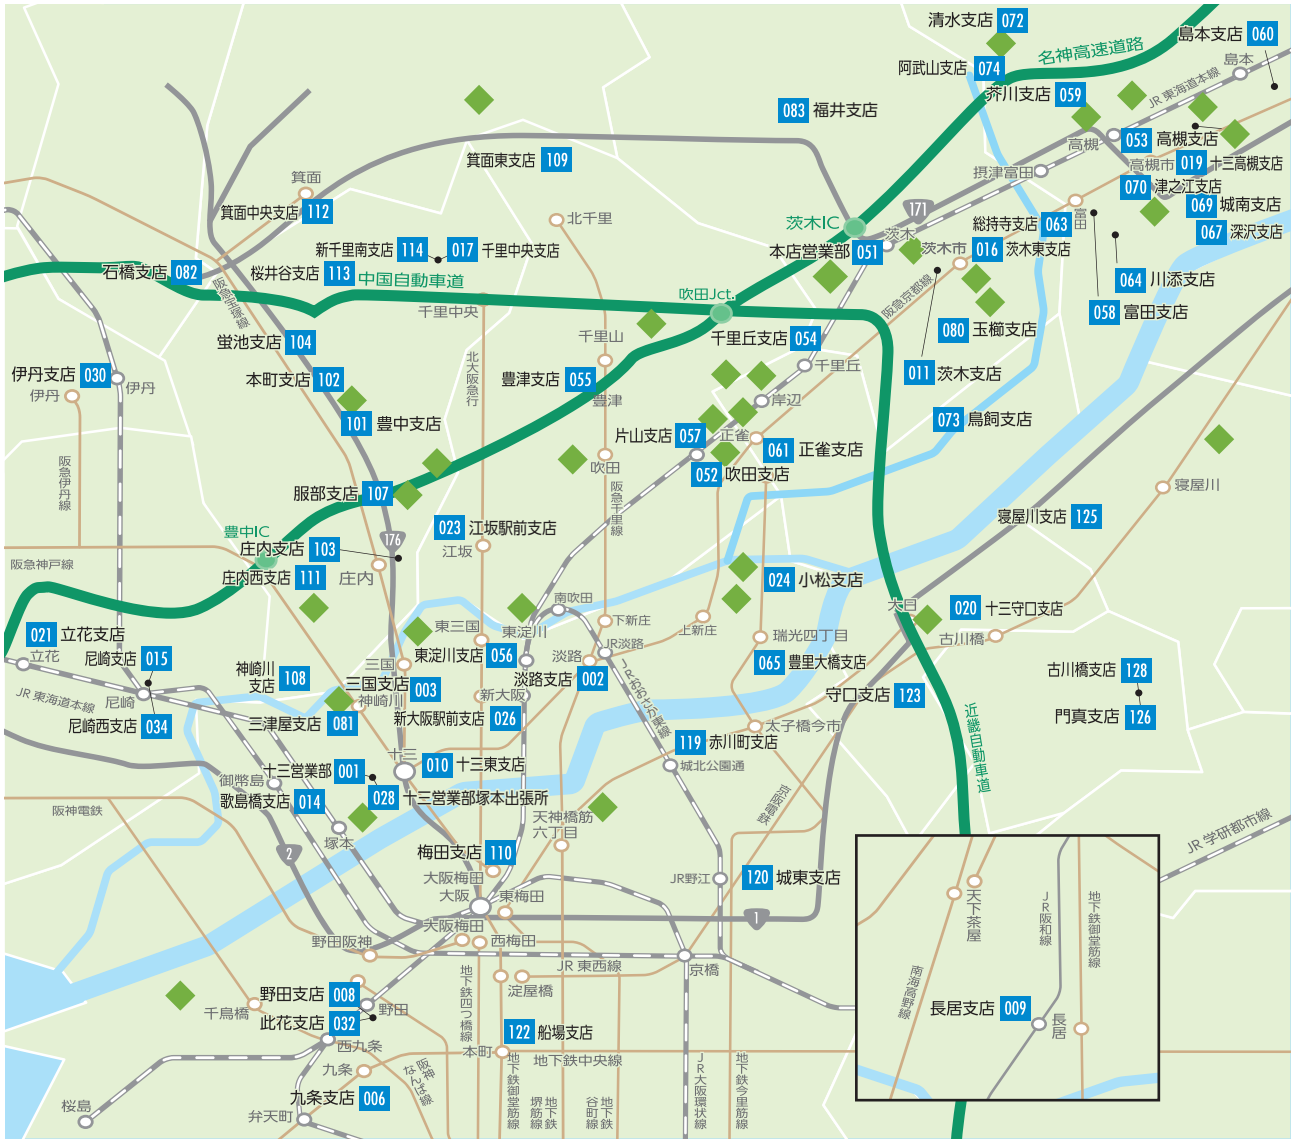 清水支店 072
島本支店 060
名神高速道路
阿武山支店 074
島本
JR東海道本線
芥川支店 059
083 福井支店
高槻
053 高槻支店
箕面東支店 109
高槻市
019 十三高槻支店
摂津富田
箕面
070 津之江支店
箕面中央支店 112
171
富田
069 城南支店
北千里
茨木IC
総持寺支店 063
067 深沢支店
茨木
新千里南支店 114
017 千里中央支店
本店営業部 051
茨木市
016 茨木東支店
石橋支店 082
桜井谷支店 113
中国自動車道
064 川添支店
阪急宝塚線
吹田Jct.
阪急京都線
058 富田支店
千里中央
080 玉櫛支店
蛍池支店 104
千里山
千里丘支店 054
伊丹支店 030
伊丹
本町支店 102
北大阪急行
豊津支店 055
千里丘
011 茨木支店
伊丹
豊津
岸辺
101 豊中支店
073 鳥飼支店
片山支店 057
正雀
061 正雀支店
阪急伊丹線
吹田
052 吹田支店
寝屋川
服部支店 107
阪急千里線
023 江坂駅前支店
寝屋川支店 125
豊中IC
176
庄内支店 103
江坂
阪急神戸線
庄内西支店 111
庄内
024 小松支店
南吹田
大日
020 十三守口支店
021 立花支店
東三国
東淀川
下新庄
上新庄
瑞光四丁目
古川橋
立花
尼崎支店 015
東淀川支店 056
淡路
JR淡路
神崎川支店 108
三国
065 豊里大橋支店
古川橋支店 128
三国支店 003
淡路支店 002
JR東海道本線
尼崎
神崎川
新大阪
JRおおさか東線
守口支店 123
尼崎西支店 034
三津屋支店 081
新大阪駅前支店 026
門真支店 126
太子橋今市
近畿自動車道
119 赤川町支店
十三
010 十三東支店
城北公園通
十三営業部 001
御幣島
028 十三営業部塚本出張所
歌島橋支店 014
京阪電鉄
阪神電鉄
天神橋筋六丁目
塚本
JR学研都市線
2
梅田支店 110
大阪梅田
JR野江
120 城東支店
大阪
東梅田
1
大阪梅田
野田阪神
西梅田
天下茶屋
JR阪和線
地下鉄御堂筋線
JR東西線
京橋
地下鉄四つ橋線
淀屋橋
南海高野線
野田支店 008
千鳥橋
野田
長居支店 009
長居
此花支店 032
122 船場支店
西九条
本町
地下鉄中央線
九条
阪神なんば線
九条支店 006
地下鉄御堂筋線
地下鉄堺筋線
地下鉄谷町線
JR大阪環状線
地下鉄今里筋線
桜島
弁天町